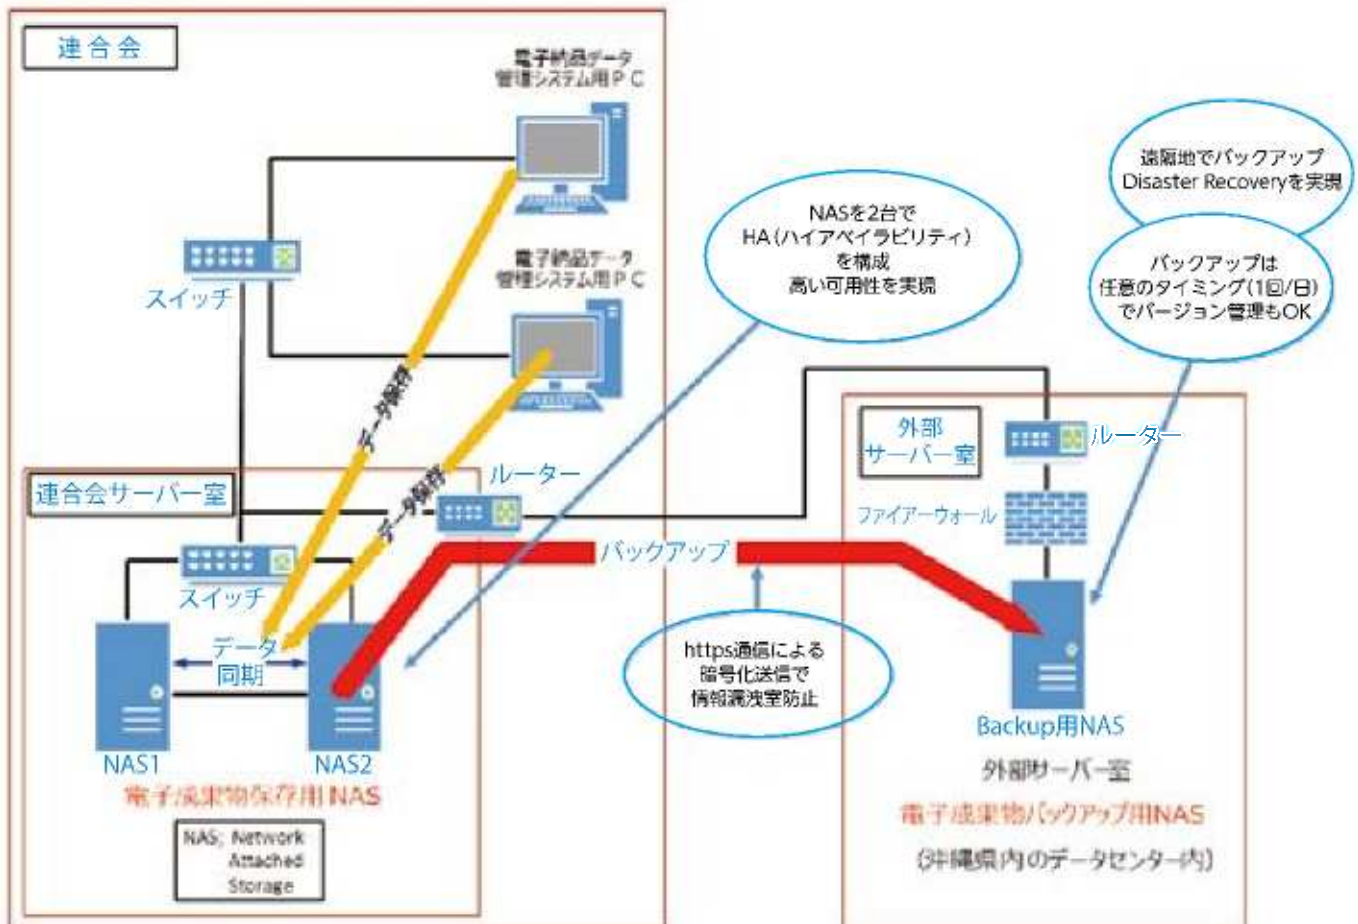 連合会
電子納品データ
管理システム用PC
電子納品データ
管理システム用PC
スイッチ
データ保存
データ保存
連合会サーバー室
ルーター
スイッチ
データ
同期
NAS1
NAS2
電子成果物保存用NAS
NAS; Network
Attached
Storage
NASを2台で
HA(ハイアベイラビリティ)
を構成
高い可用性を実現
遠隔地でバックアップ
Disaster Recoveryを実現
バックアップは
任意のタイミング(1回/日)
でバージョン管理もOK
バックアップ
https通信による
暗号化送信で
情報漏洩室防止
外部
サーバー室
ルーター
ファイアーウォール
Backup用NAS
外部サーバー室
電子成果物バックアップ用NAS
(沖縄県内のデータセンター内)